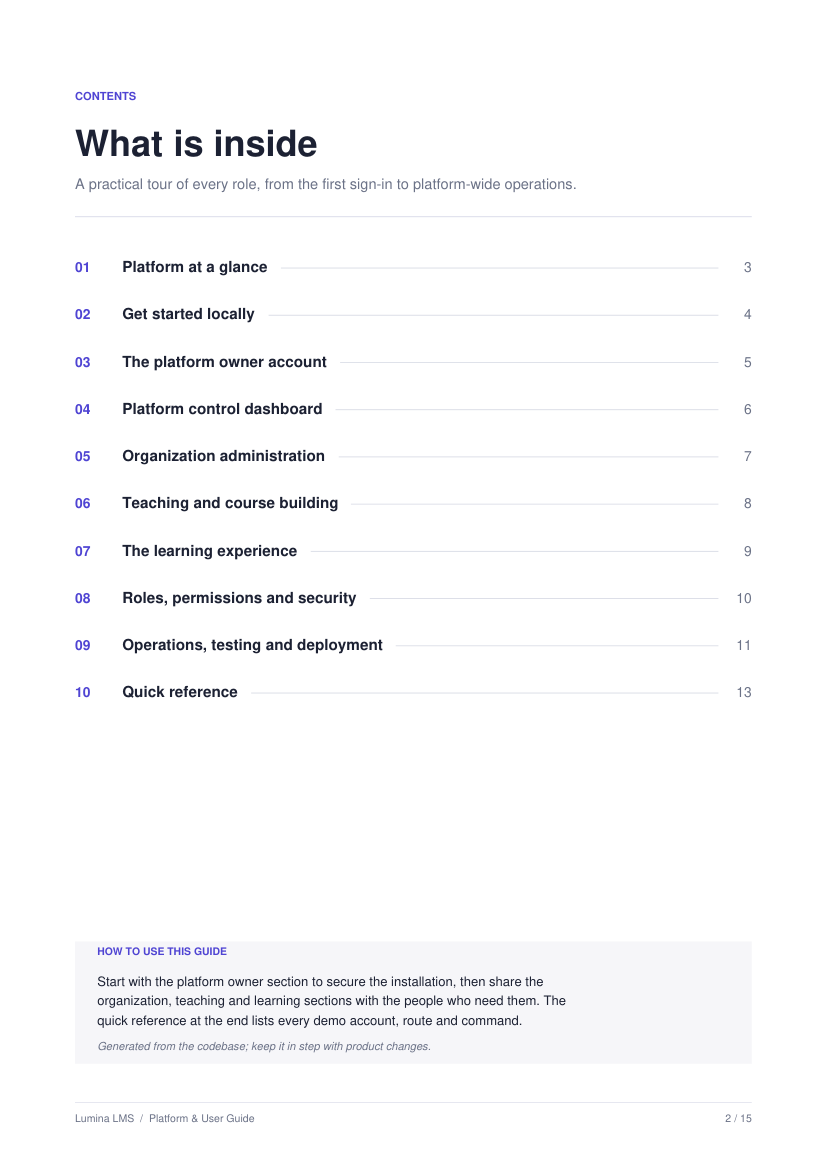 CONTENTS
What is inside
A practical tour of every role, from the first sign-in to platform-wide operations.
01 Platform at a glance 3
02 Get started locally 4
03 The platform owner account 5
04 Platform control dashboard 6
05 Organization administration 7
06 Teaching and course building 8
07 The learning experience 9
08 Roles, permissions and security 10
09 Operations, testing and deployment 11
10 Quick reference 13
HOW TO USE THIS GUIDE
Start with the platform owner section to secure the installation, then share the
organization, teaching and learning sections with the people who need them. The
quick reference at the end lists every demo account, route and command.
Generated from the codebase; keep it in step with product changes.
Lumina LMS / Platform & User Guide 2 / 15